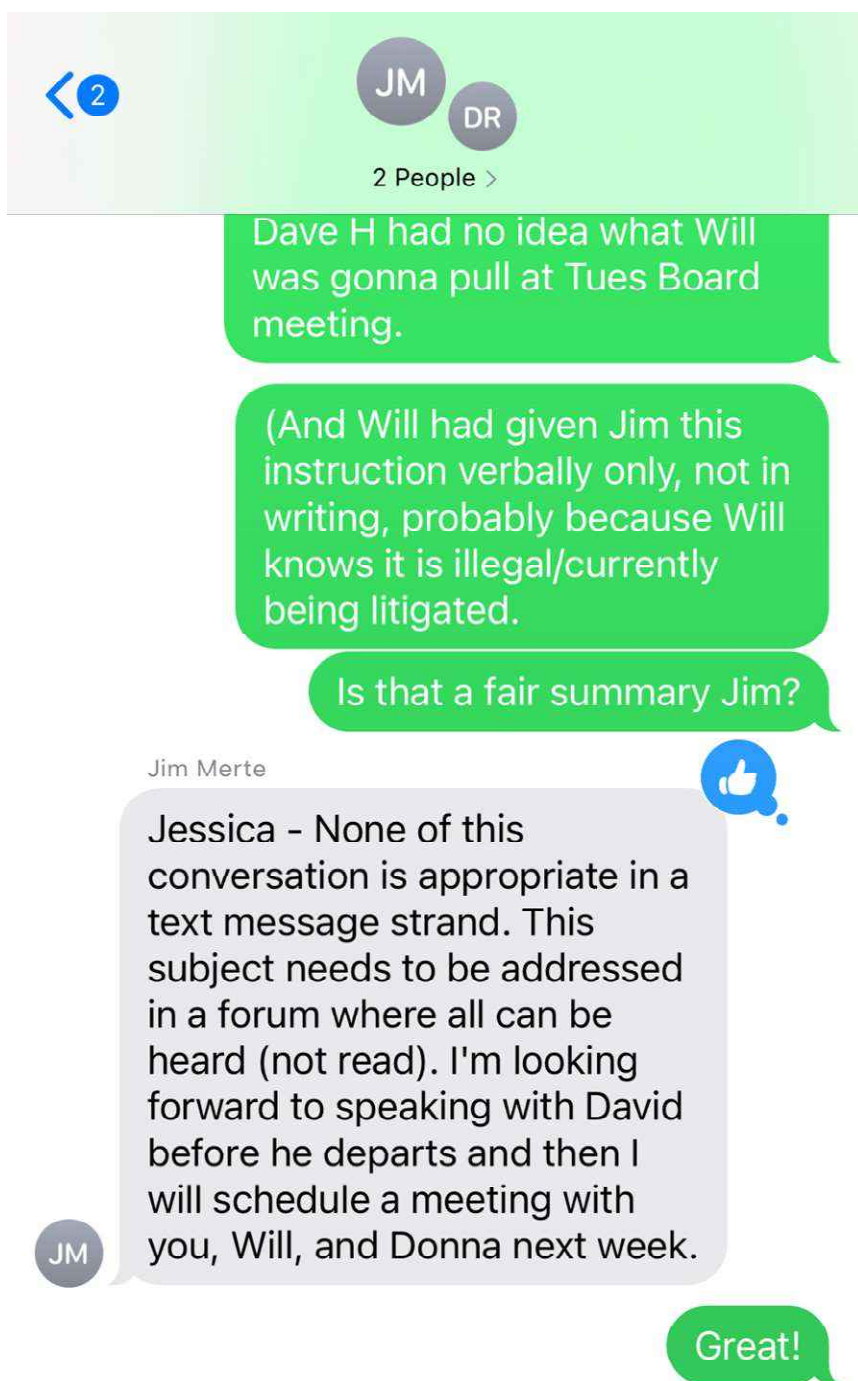 2
JM
DR
2 People >
Dave H had no idea what Will
was gonna pull at Tues Board
meeting.
(And Will had given Jim this
instruction verbally only, not in
writing, probably because Will
knows it is illegal/currently
being litigated.
Is that a fair summary Jim?
Jim Merte
Jessica - None of this
conversation is appropriate in a
text message strand. This
subject needs to be addressed
in a forum where all can be
heard (not read). I'm looking
forward to speaking with David
before he departs and then I
will schedule a meeting with
you, Will, and Donna next week.
JM
Great!